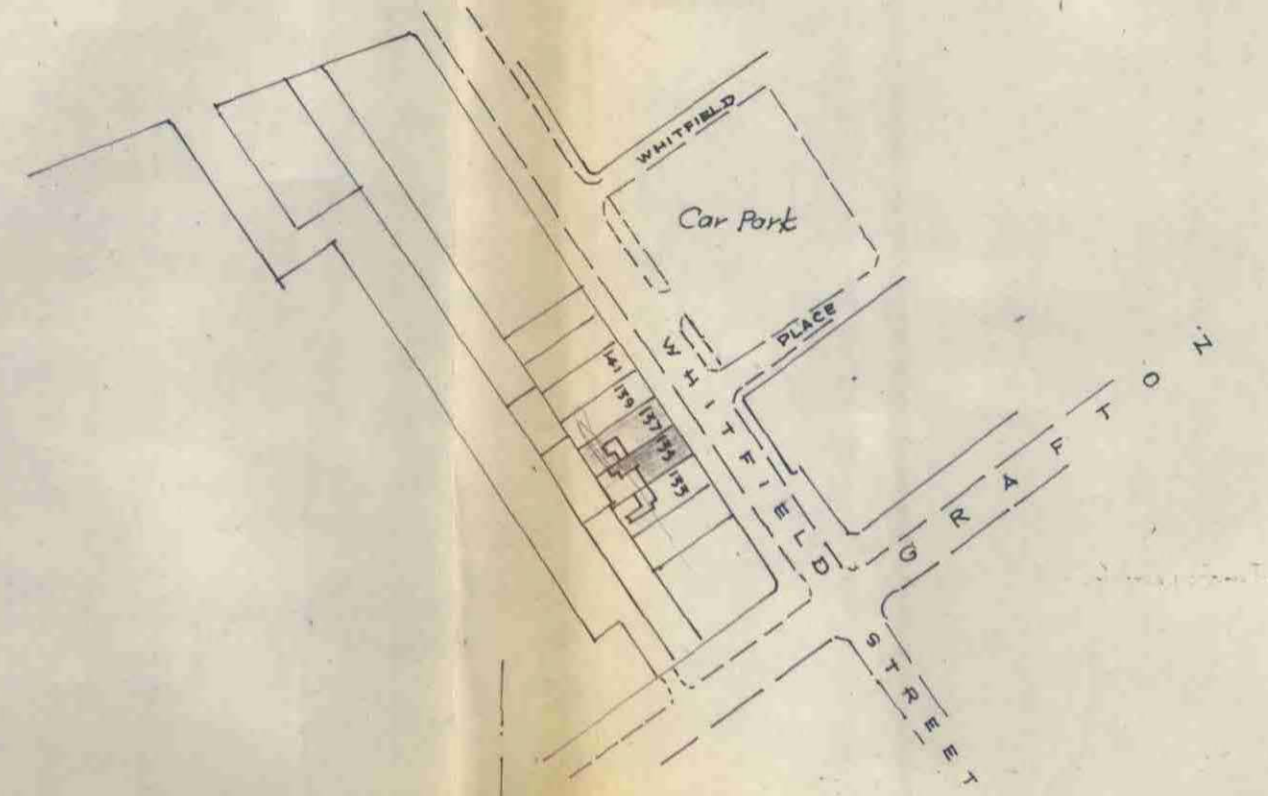 WHITFIELD
Car Park
PLACE
WHITFIELD
STREET
GRAFTON
141
139
137
135
133